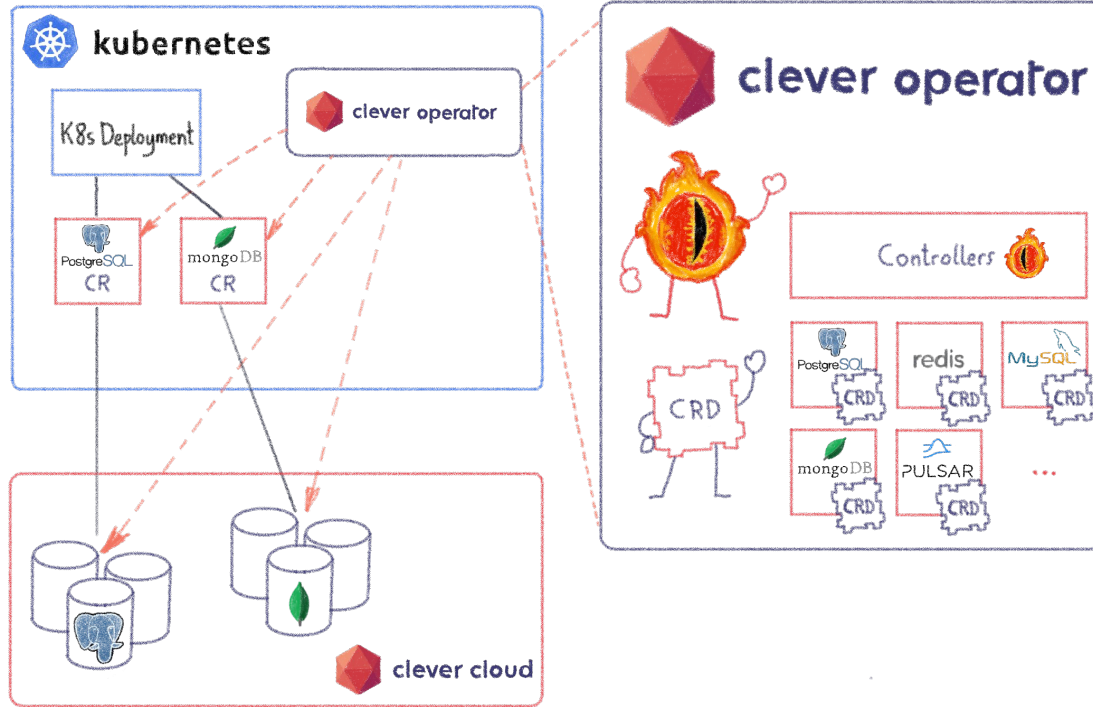 kubernetes
clever operator
K8s Deployment
PostgreSQL
CR
mongoDB
CR
clever cloud
clever operator
Controllers
PostgreSQL
CRD
redis
CRD
MySQL
CRD
CRD
mongoDB
CRD
PULSAR
CRD
...